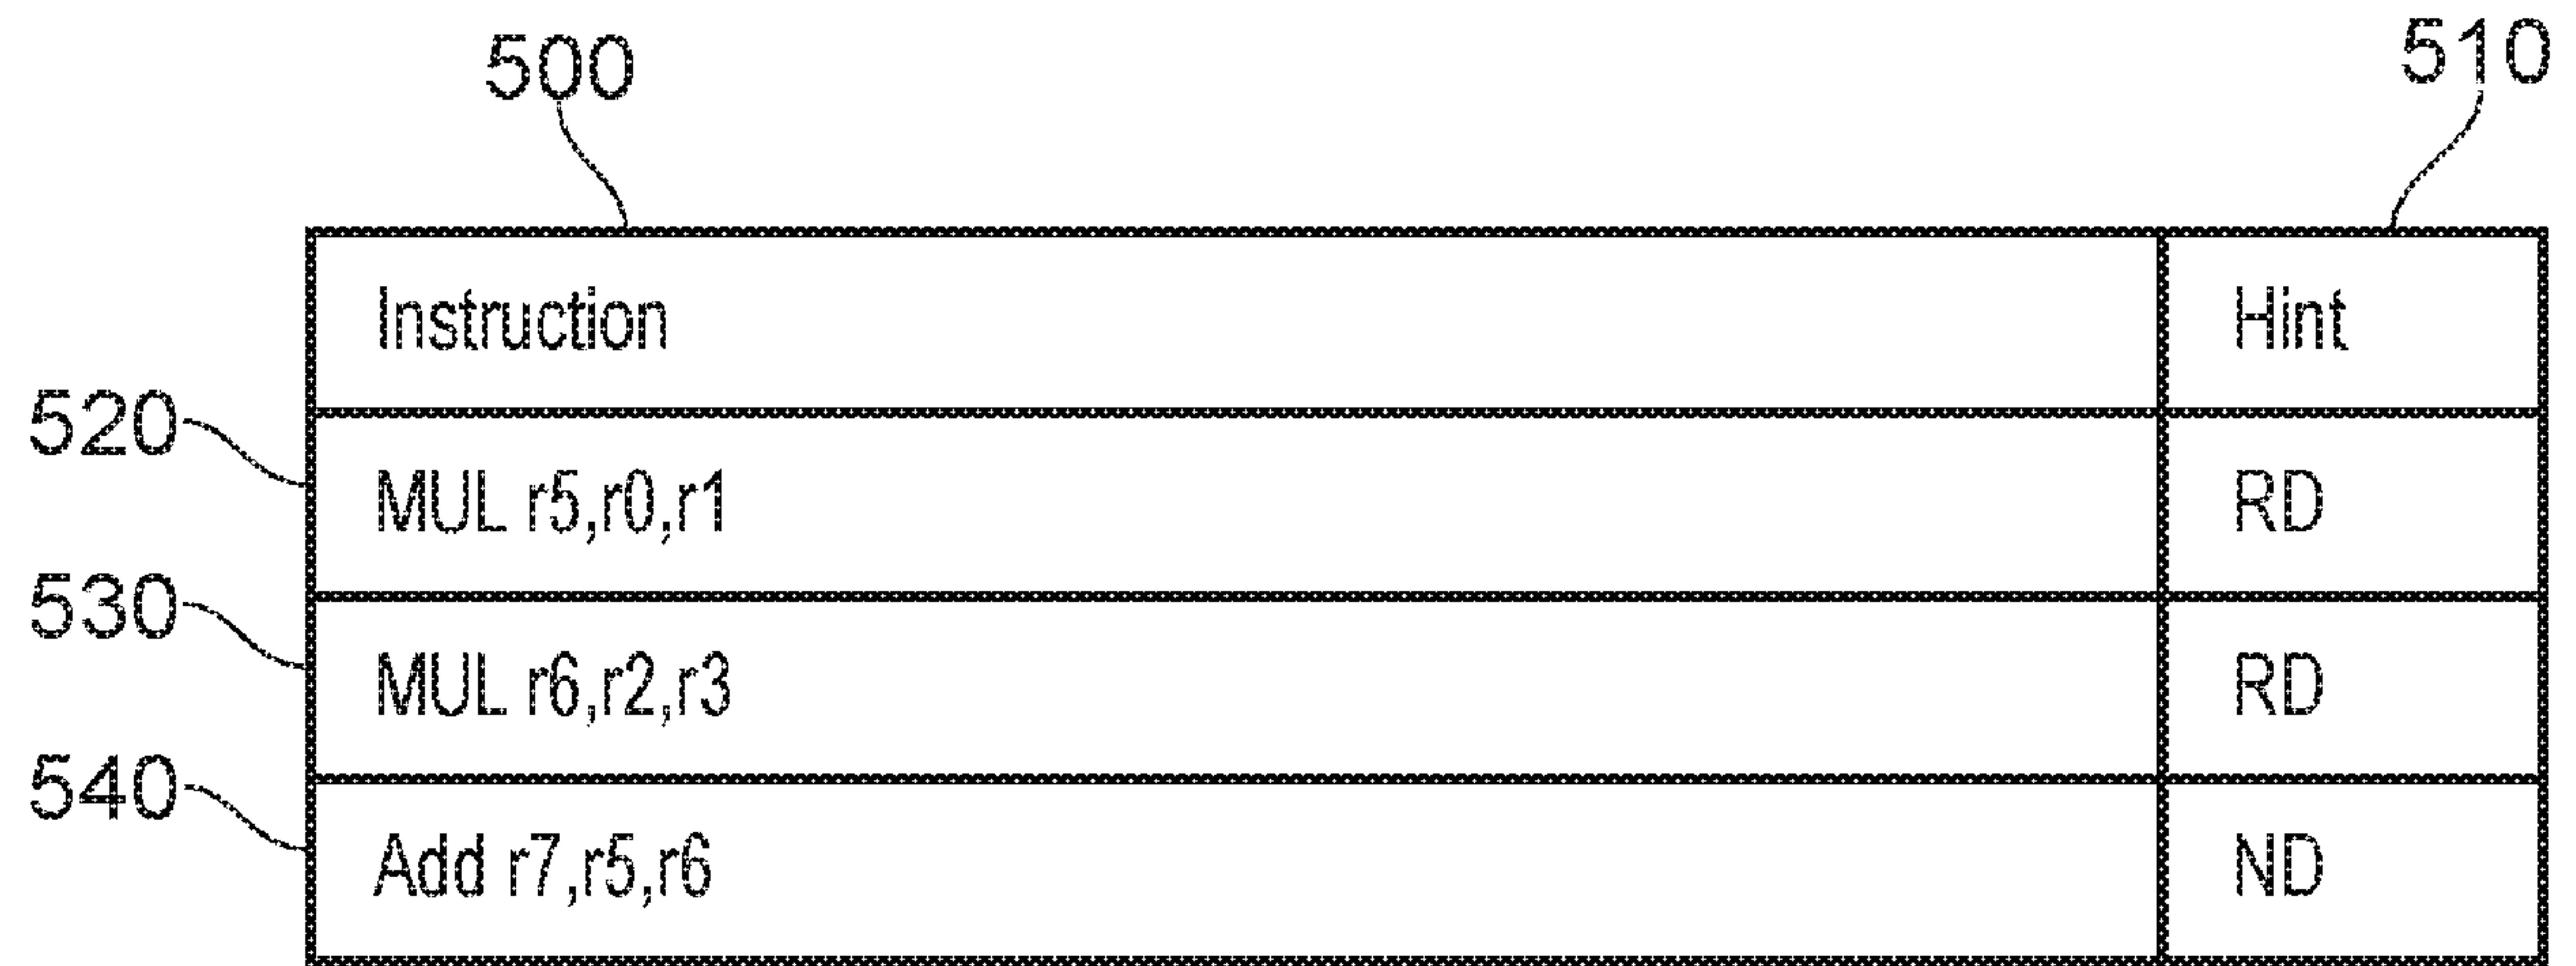 500 510
Instruction Hint
520 MUL r5,r0,r1 RD
530 MUL r6,r2,r3 RD
540 Add r7,r5,r6 ND